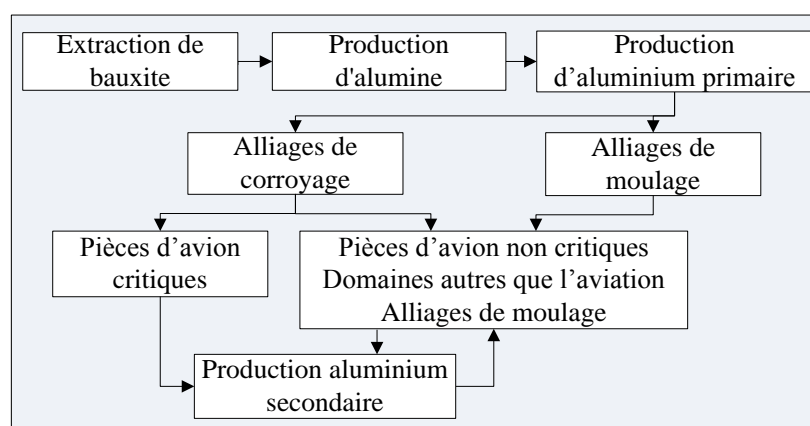 Extraction de
bauxite
Production
d'alumine
Production
d’aluminium primaire
Alliages de
corroyage
Alliages de
moulage
Pièces d’avion
critiques
Pièces d’avion non critiques
Domaines autres que l’aviation
Alliages de moulage
Production aluminium
secondaire